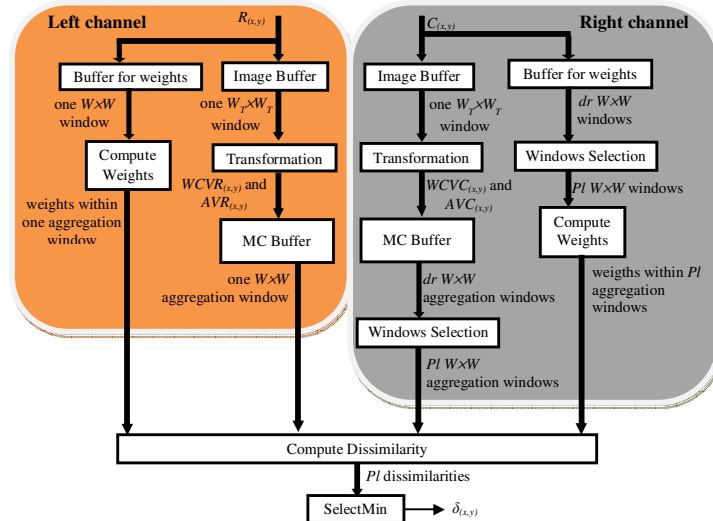 Left channel
R(x,y)
Buffer for weights
Image Buffer
one W×W
window
one WT×WT
window
Compute
Weights
Transformation
WCVR(x,y) and
AVR(x,y)
weights within
one aggregation
window
MC Buffer
one W×W
aggregation window
C(x,y)
Right channel
Image Buffer
Buffer for weights
one WT×WT
window
dr W×W
windows
Transformation
Windows Selection
WCVC(x,y) and
AVC(x,y)
Pl W×W windows
MC Buffer
Compute
Weights
dr W×W
aggregation windows
weigths within Pl
aggregation
windows
Windows Selection
Pl W×W
aggregation windows
Compute Dissimilarity
Pl dissimilarities
SelectMin
δ(x,y)